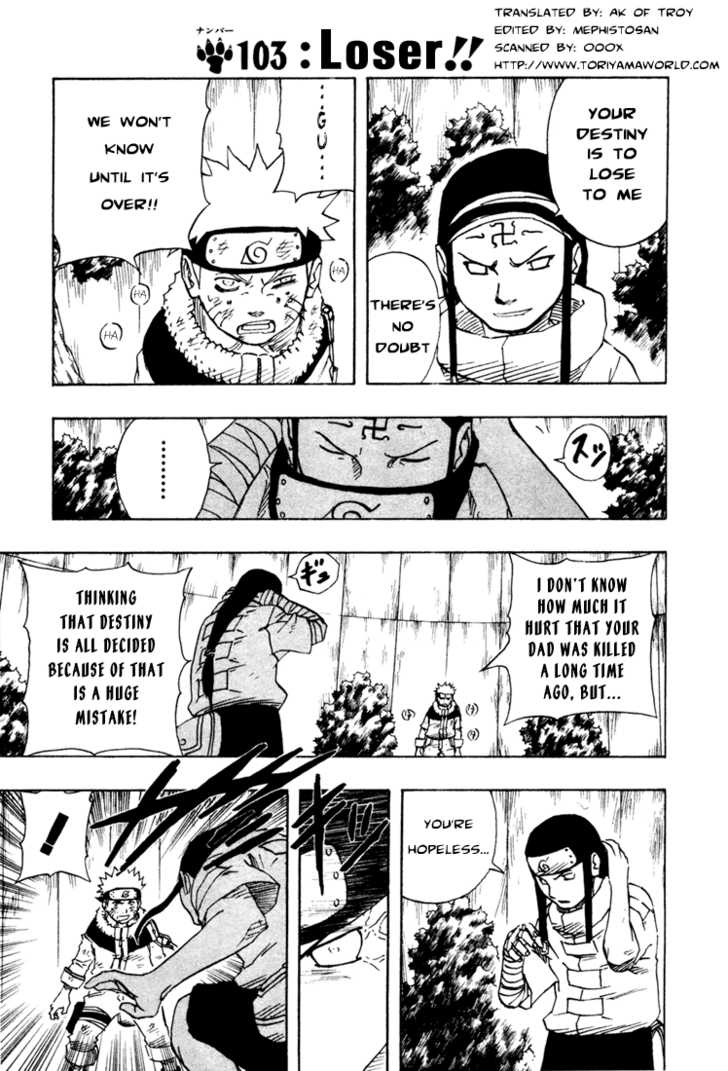 ナンバー
103: Loser!!
TRANSLATED BY: AK OF TROY
EDITED BY: MEPHISTOSAN
SCANNED BY: OOOX
HTTP://WWW.TORIYAMAWORLD.COM
YOUR
DESTINY
IS TO
LOSE
TO ME
THERE'S
NO
DOUBT
...GU...
WE WON'T
KNOW
UNTIL IT'S
OVER!!
HA
HA
HA
スッ
.........
I DON'T KNOW
HOW MUCH IT
HURT THAT YOUR
DAD WAS KILLED
A LONG TIME
AGO, BUT...
ギュ
THINKING
THAT DESTINY
IS ALL DECIDED
BECAUSE OF THAT
IS A HUGE
MISTAKE!
YOU'RE
HOPELESS...
!